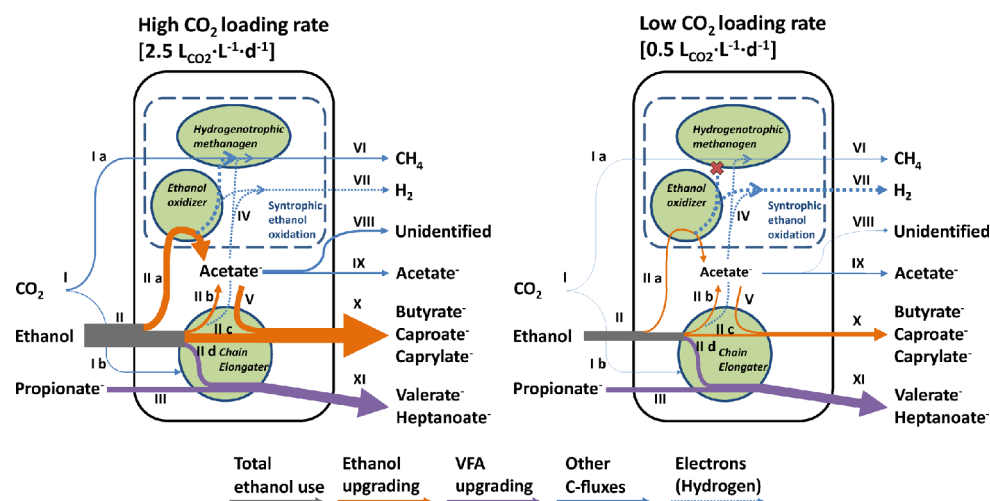 High CO₂ loading rate
[2.5 L_CO2·L⁻¹·d⁻¹]
Hydrogenotrophic
methanogen
I a
VI
CH₄
Ethanol
oxidizer
VII
H₂
IV
Syntrophic
ethanol
oxidation
VIII
Unidentified
Acetate⁻
IX
Acetate⁻
I
II a
CO₂
II b
V
X
Butyrate⁻
II
Ethanol
II c
Caproate⁻
II d
Caprylate⁻
I b
Chain
Elongater
XI
Propionate⁻
III
Valerate⁻
Heptanoate⁻
Low CO₂ loading rate
[0.5 L_CO2·L⁻¹·d⁻¹]
Hydrogenotrophic
methanogen
I a
VI
CH₄
Ethanol
oxidizer
VII
H₂
IV
Syntrophic
ethanol
oxidation
VIII
Unidentified
Acetate⁻
IX
Acetate⁻
I
II a
CO₂
II b
V
X
Butyrate⁻
II
Ethanol
II c
Caproate⁻
II d
Caprylate⁻
I b
Chain
Elongater
XI
Propionate⁻
III
Valerate⁻
Heptanoate⁻
Total
ethanol use
Ethanol
upgrading
VFA
upgrading
Other
C-fluxes
Electrons
(Hydrogen)